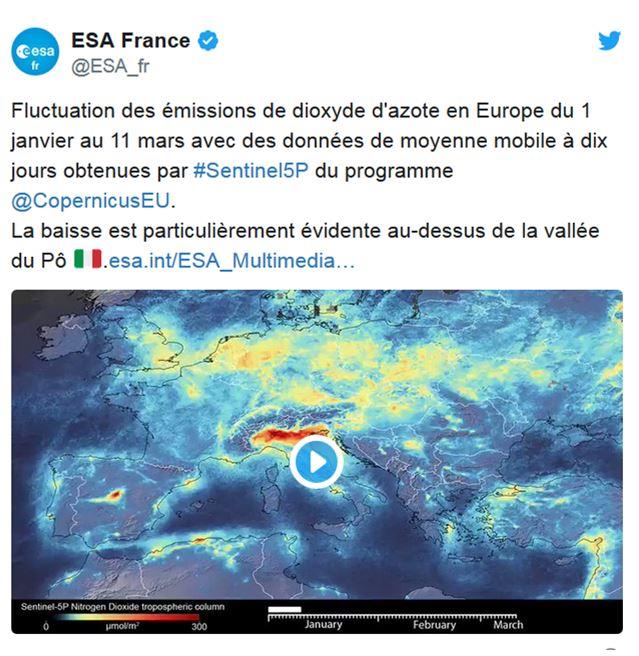 esa
fr
ESA France
@ESA_fr
Fluctuation des émissions de dioxyde d'azote en Europe du 1
janvier au 11 mars avec des données de moyenne mobile à dix
jours obtenues par #Sentinel5P du programme
@CopernicusEU.
La baisse est particulièrement évidente au-dessus de la vallée
du Pô 🇮🇹.esa.int/ESA_Multimedia…
Sentinel-5P Nitrogen Dioxide tropospheric column
0 µmol/m² 300
January February March